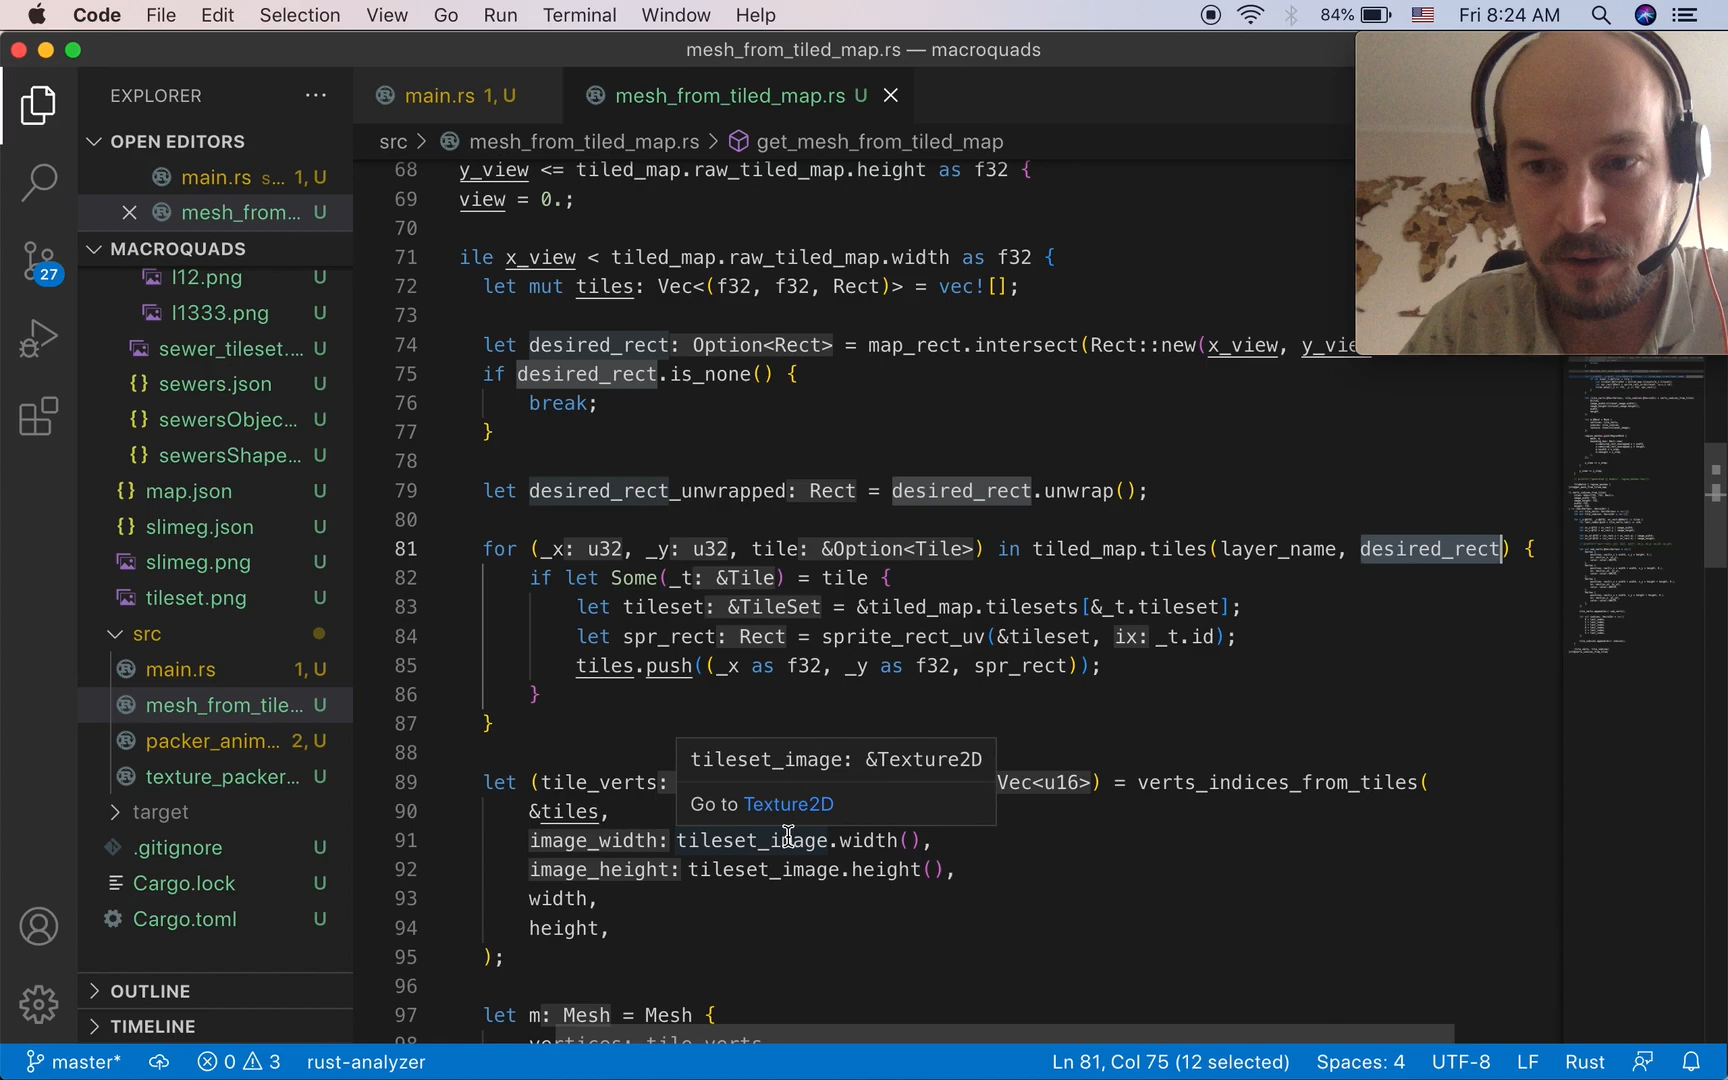 Code File Edit Selection View Go Run Terminal Window Help 84% Fri 8:24 AM
mesh_from_tiled_map.rs — macroquads
EXPLORER
OPEN EDITORS
main.rs s... 1, U
mesh_from... U
MACROQUADS
l12.png U
l1333.png U
sewer_tileset.... U
{} sewers.json U
{} sewersObjec... U
{} sewersShape... U
{} map.json U
{} slimeg.json U
slimeg.png U
tileset.png U
src
main.rs 1, U
mesh_from_tile... U
packer_anim... 2, U
texture_packer... U
target
.gitignore U
Cargo.lock U
Cargo.toml U
OUTLINE
TIMELINE
27
main.rs 1, U
mesh_from_tiled_map.rs U
src > mesh_from_tiled_map.rs > get_mesh_from_tiled_map
68 y_view <= tiled_map.raw_tiled_map.height as f32 {
69 view = 0.;
70
71 ile x_view < tiled_map.raw_tiled_map.width as f32 {
72 let mut tiles: Vec<(f32, f32, Rect)> = vec![];
73
74 let desired_rect: Option<Rect> = map_rect.intersect(Rect::new(x_view, y_vie
75 if desired_rect.is_none() {
76 break;
77 }
78
79 let desired_rect_unwrapped: Rect = desired_rect.unwrap();
80
81 for (_x: u32, _y: u32, tile: &Option<Tile>) in tiled_map.tiles(layer_name, desired_rect) {
82 if let Some(_t: &Tile) = tile {
83 let tileset: &TileSet = &tiled_map.tilesets[&_t.tileset];
84 let spr_rect: Rect = sprite_rect_uv(&tileset, ix: _t.id);
85 tiles.push((_x as f32, _y as f32, spr_rect));
86 }
87 }
88
tileset_image: &Texture2D
Go to Texture2D
89 let (tile_verts: Vec<u16>) = verts_indices_from_tiles(
90 &tiles,
91 image_width: tileset_image.width(),
92 image_height: tileset_image.height(),
93 width,
94 height,
95 );
96
97 let m: Mesh = Mesh {
98 vertices: tile_verts
master* 0 3 rust-analyzer Ln 81, Col 75 (12 selected) Spaces: 4 UTF-8 LF Rust